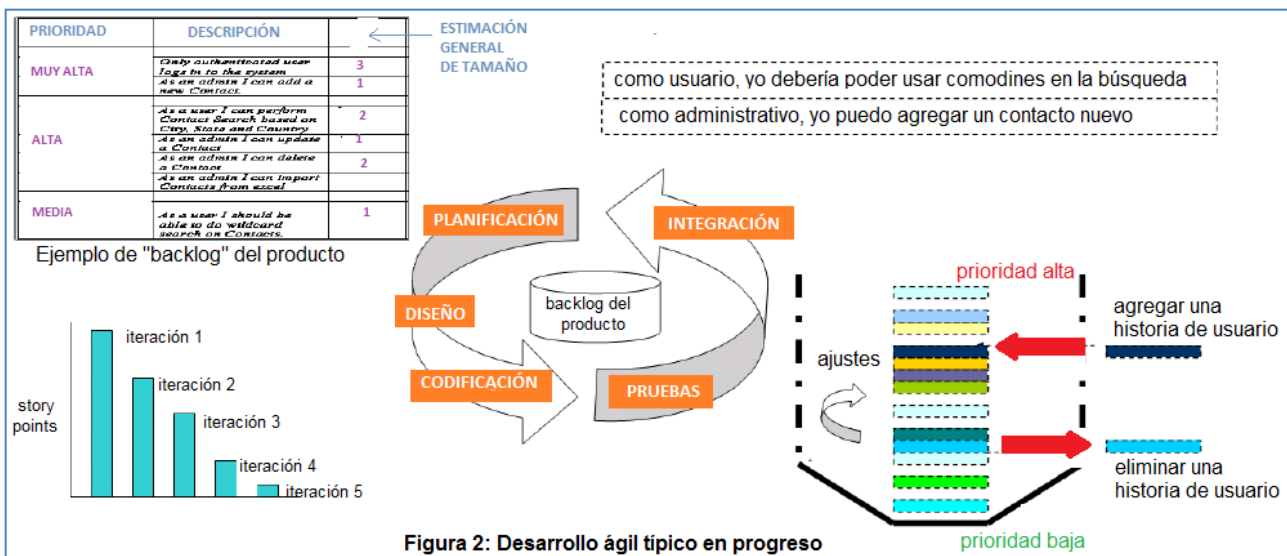 PRIORIDAD
DESCRIPCIÓN
ESTIMACIÓN
GENERAL
DE TAMAÑO
MUY ALTA
Only authenticated user
logs in to the system
3
As an admin I can add a
new Contact.
1
ALTA
As a user I can perform
Contact Search based on
City, State and Country
2
As an admin I can update
a Contact
1
As an admin I can delete
a Contact
2
As an admin I can import
Contacts from excel
MEDIA
As a user I should be
able to do wildcard
search on Contacts.
1
Ejemplo de "backlog" del producto
como usuario, yo debería poder usar comodines en la búsqueda
como administrativo, yo puedo agregar un contacto nuevo
PLANIFICACIÓN
INTEGRACIÓN
DISEÑO
backlog del
producto
CODIFICACIÓN
PRUEBAS
story
points
iteración 1
iteración 2
iteración 3
iteración 4
iteración 5
prioridad alta
agregar una
historia de usuario
ajustes
eliminar una
historia de usuario
prioridad baja
Figura 2: Desarrollo ágil típico en progreso